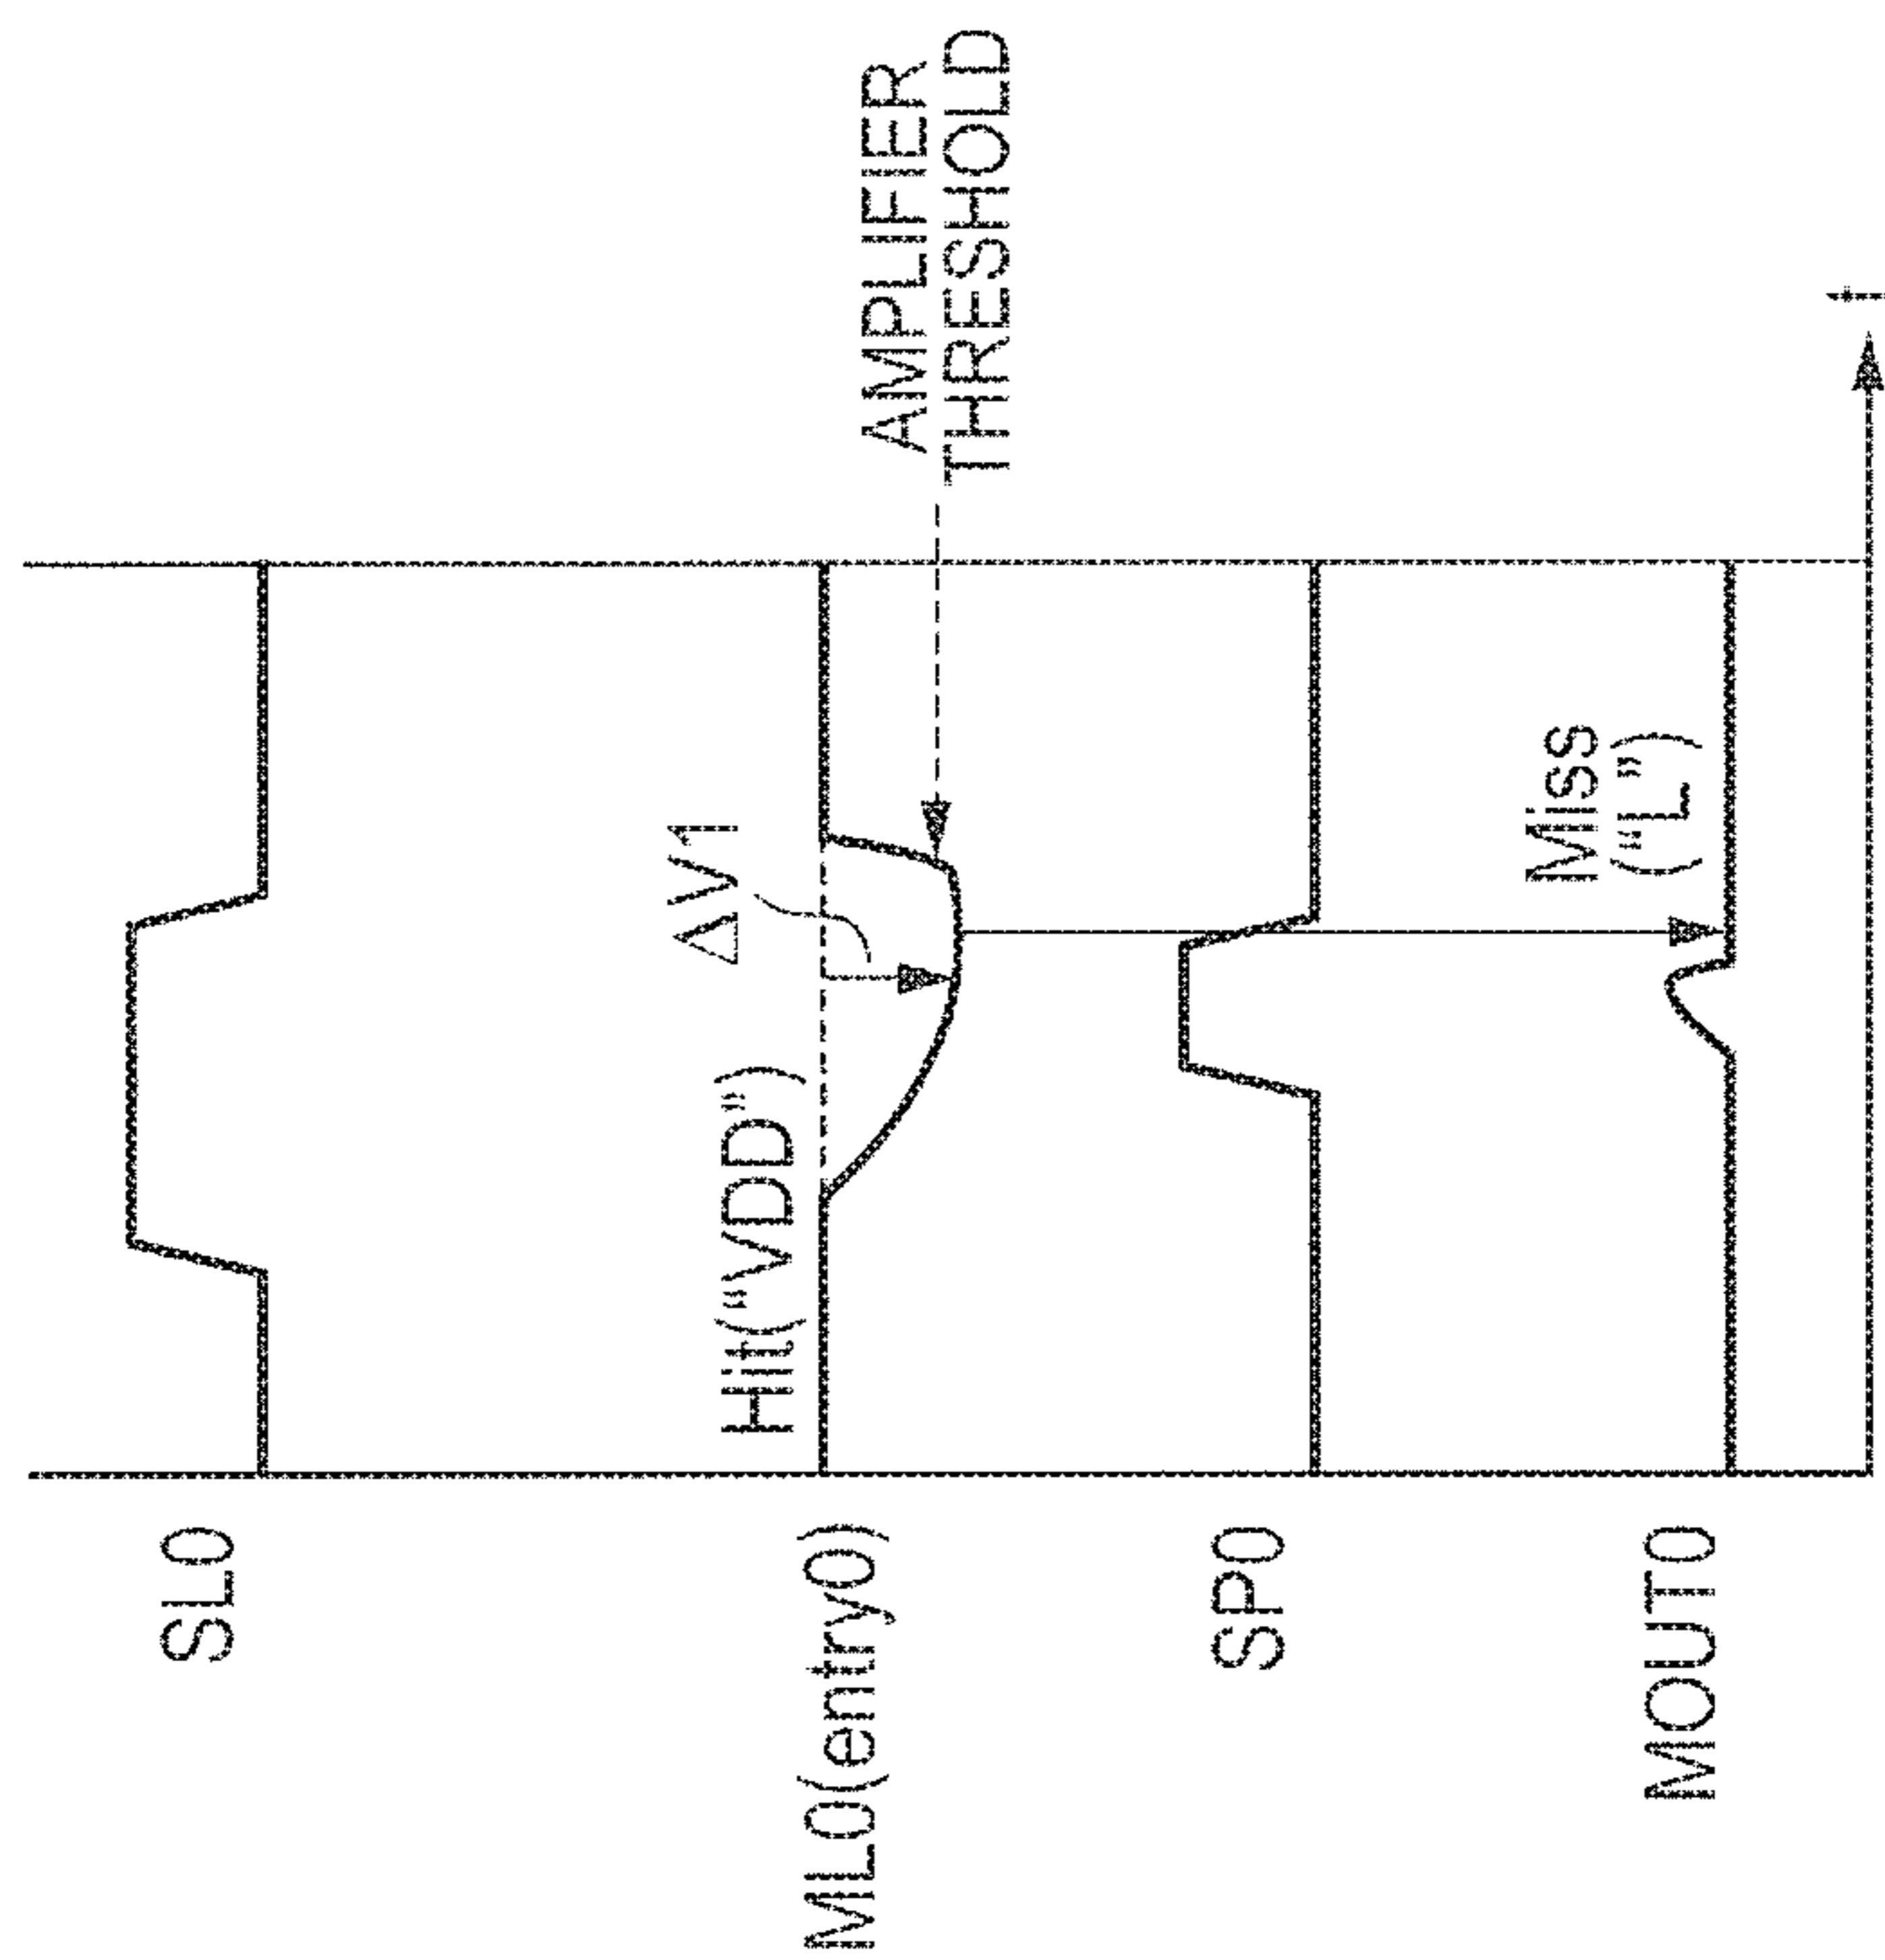 SL0
ΔV1
Hit("VDD")
ML0(entry0)
AMPLIFIER
THRESHOLD
SP0
Miss
("L")
MOUT0
t